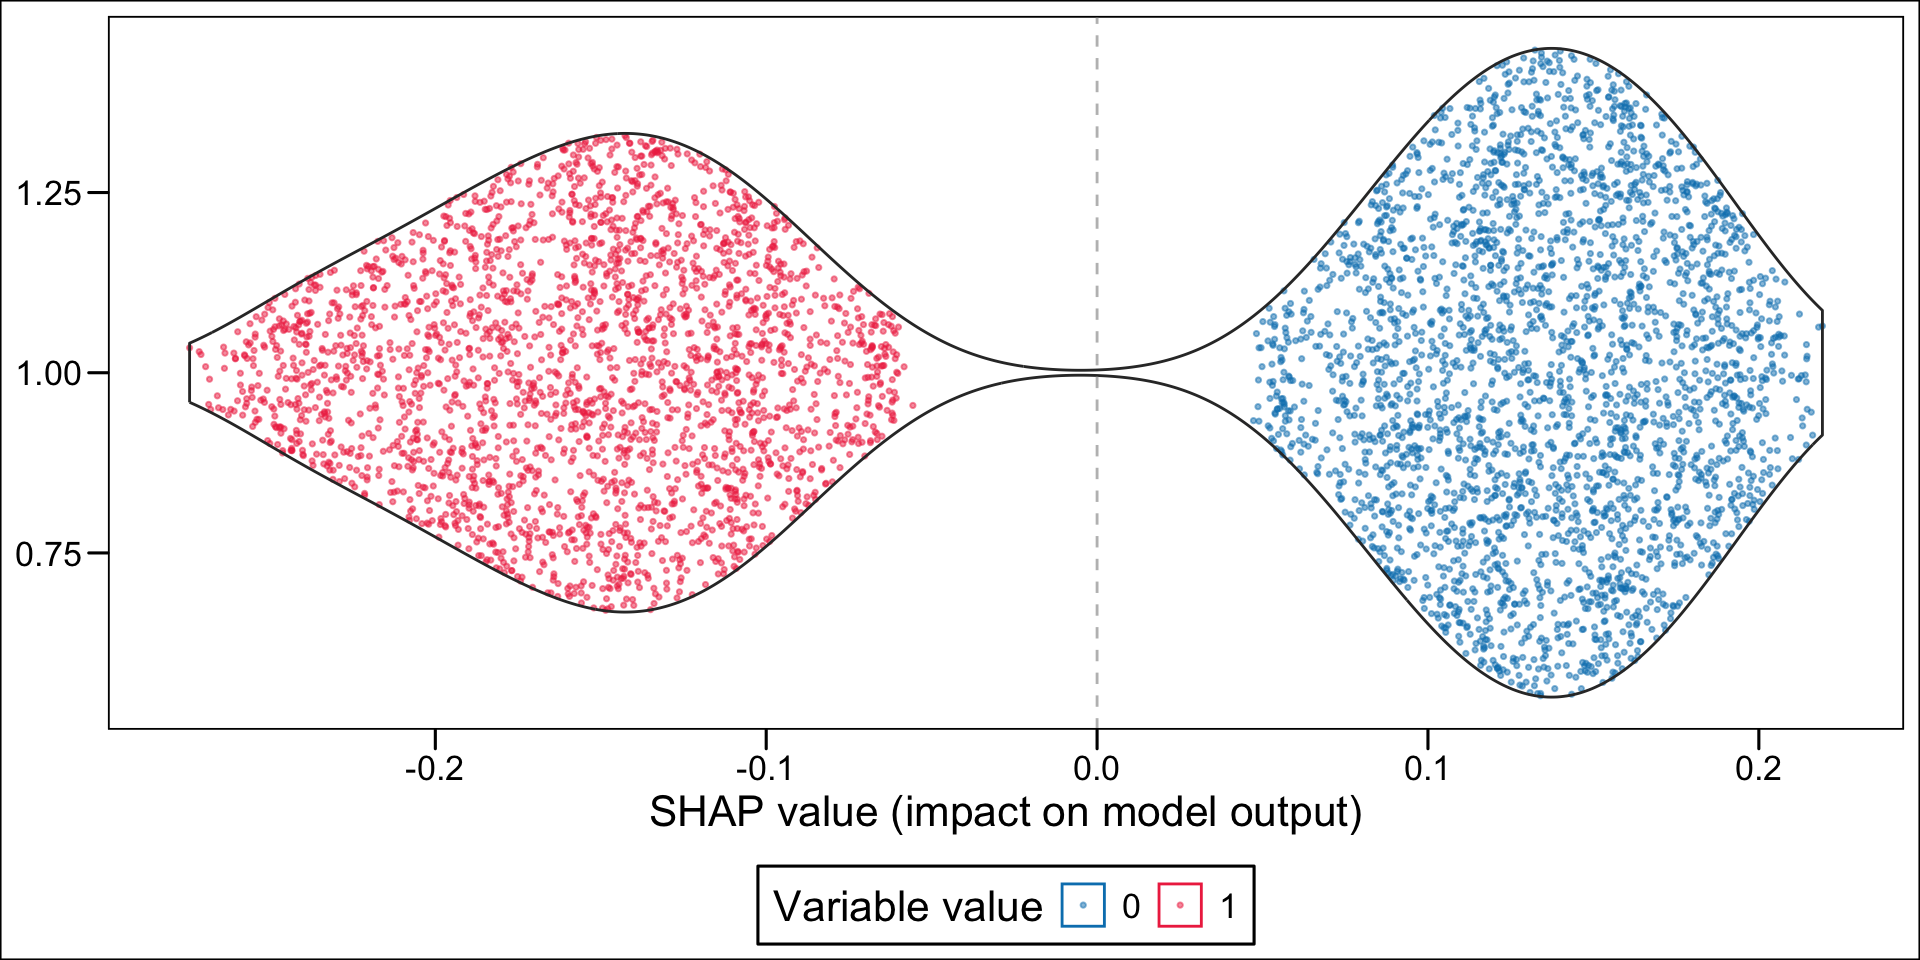 1.25
1.00
0.75
-0.2 -0.1 0.0 0.1 0.2
SHAP value (impact on model output)
Variable value 0 1